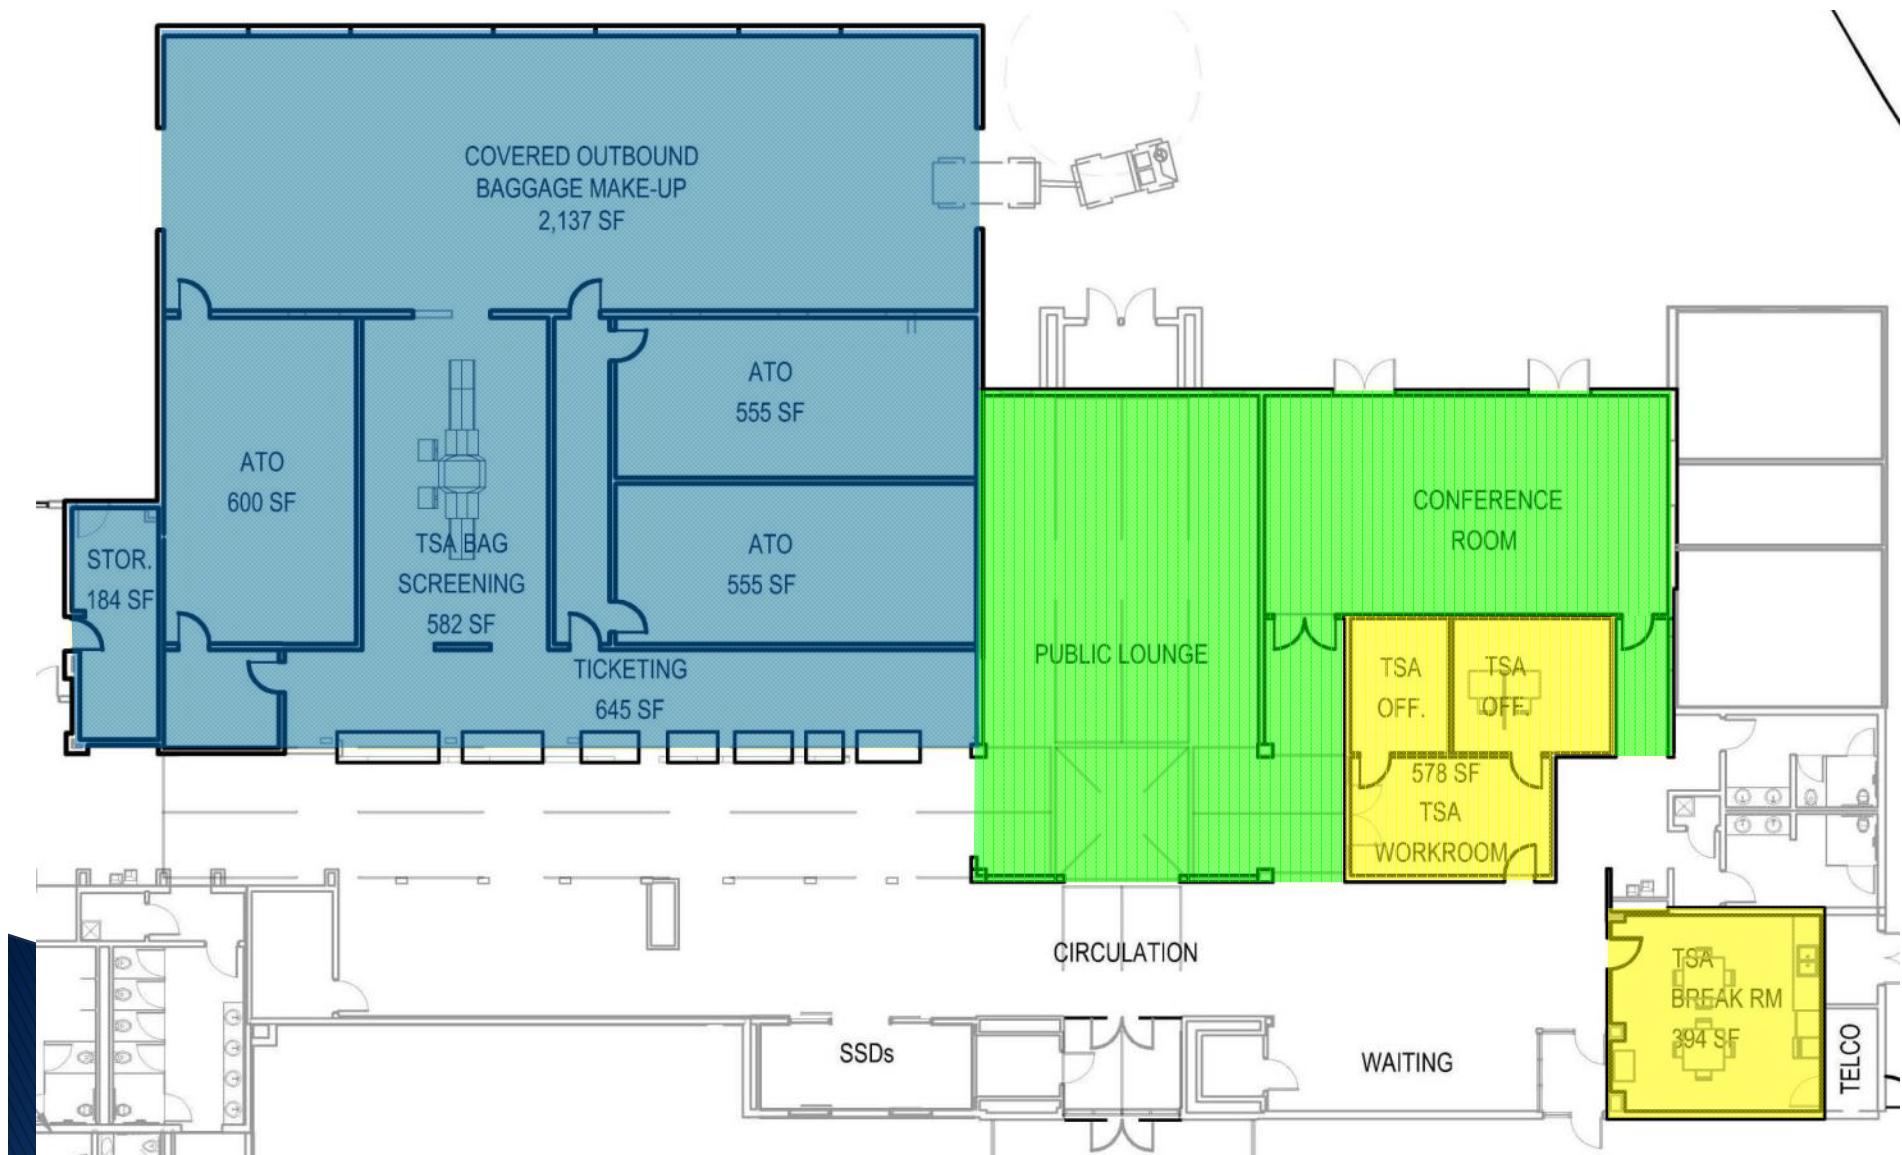 COVERED OUTBOUND
BAGGAGE MAKE-UP
2,137 SF
ATO
600 SF
TSA BAG
SCREENING
582 SF
ATO
555 SF
ATO
555 SF
STOR.
184 SF
TICKETING
645 SF
PUBLIC LOUNGE
CONFERENCE
ROOM
TSA
OFF.
TSA
OFF.
578 SF
TSA
WORKROOM
CIRCULATION
SSDs
WAITING
TSA
BREAK RM
394 SF
TELCO